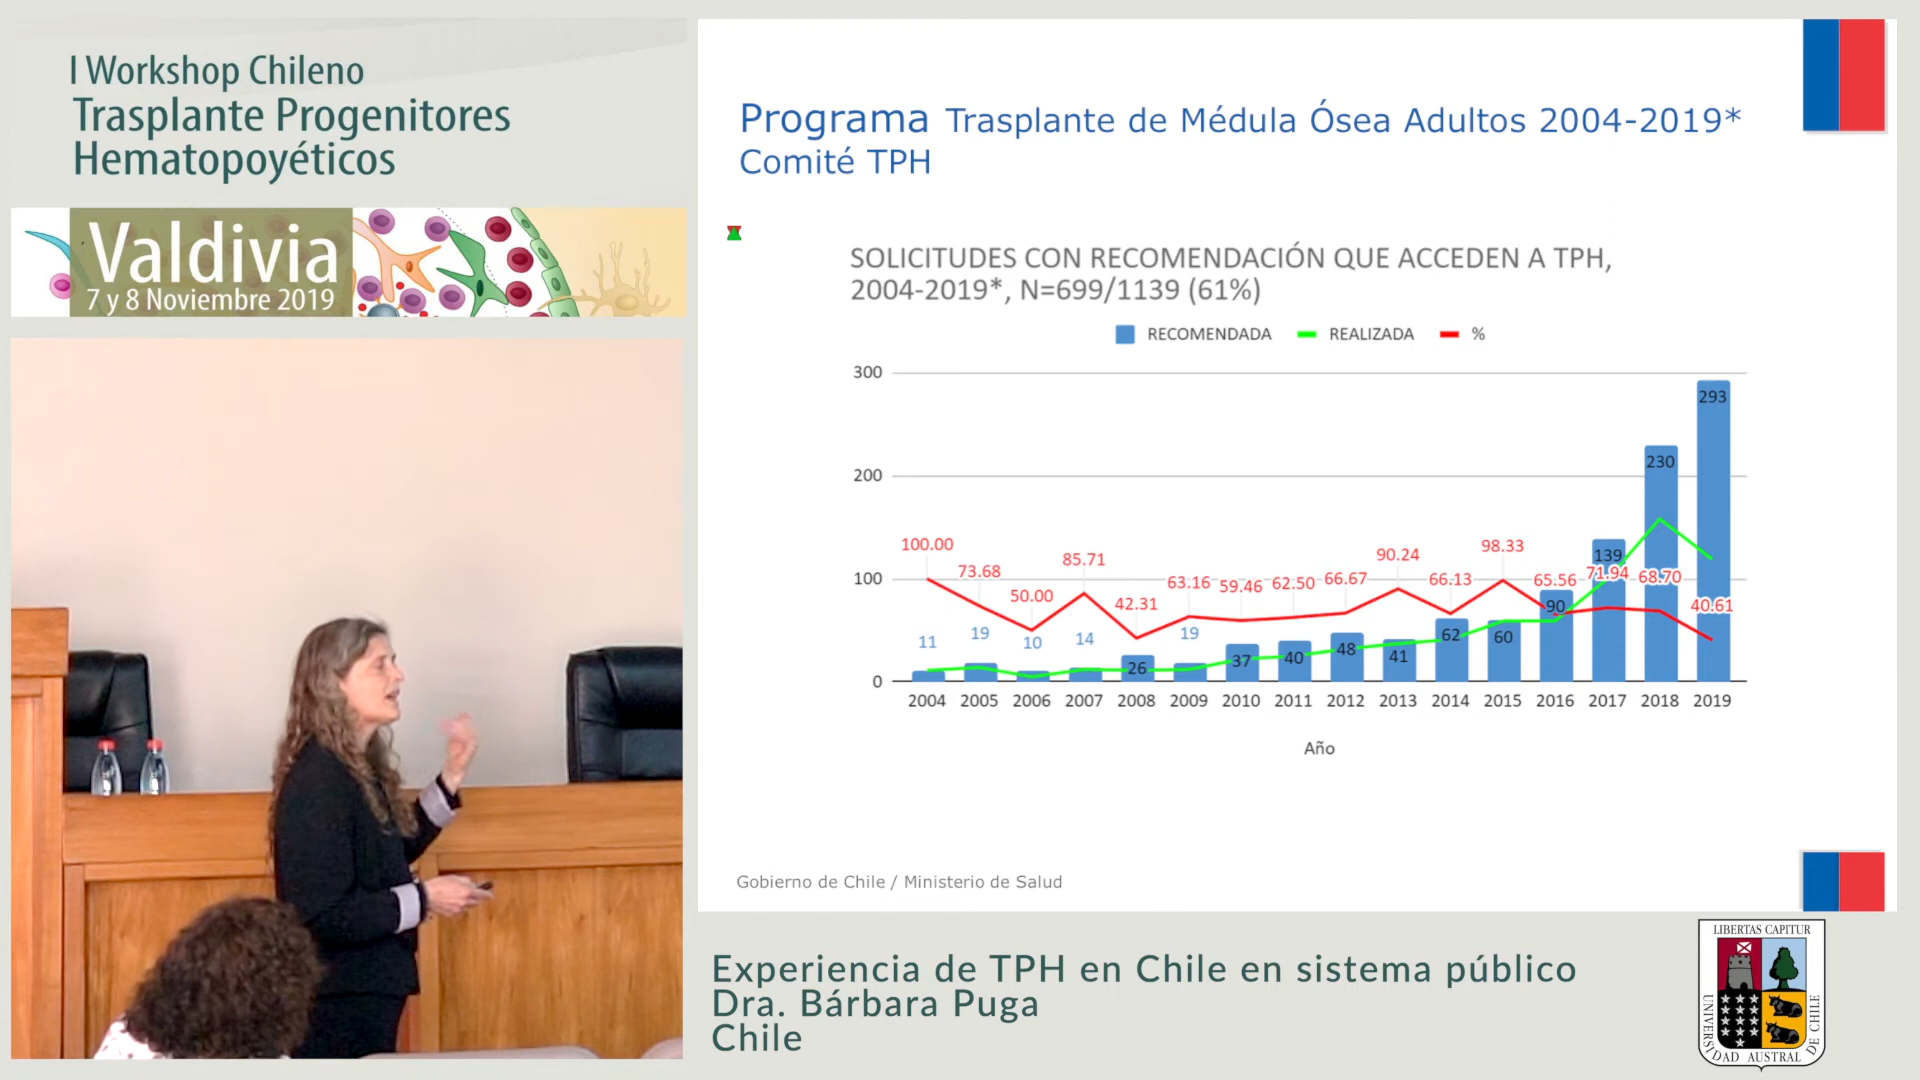 I Workshop Chileno
Trasplante Progenitores
Hematopoyéticos
Valdivia
7 y 8 Noviembre 2019
Programa Trasplante de Médula Ósea Adultos 2004-2019*
Comité TPH
SOLICITUDES CON RECOMENDACIÓN QUE ACCEDEN A TPH,
2004-2019*, N=699/1139 (61%)
RECOMENDADA REALIZADA %
300
200
100
0
100.00 73.68 50.00 85.71 42.31 63.16 59.46 62.50 66.67 90.24 66.13 98.33 65.56 71.94 68.70 40.61
11 19 10 14 26 19 37 40 48 41 62 60 90 139 230 293
2004 2005 2006 2007 2008 2009 2010 2011 2012 2013 2014 2015 2016 2017 2018 2019
Año
Gobierno de Chile / Ministerio de Salud
Experiencia de TPH en Chile en sistema público
Dra. Bárbara Puga
Chile
LIBERTAS CAPITUR
UNIVERSIDAD AUSTRAL DE CHILE